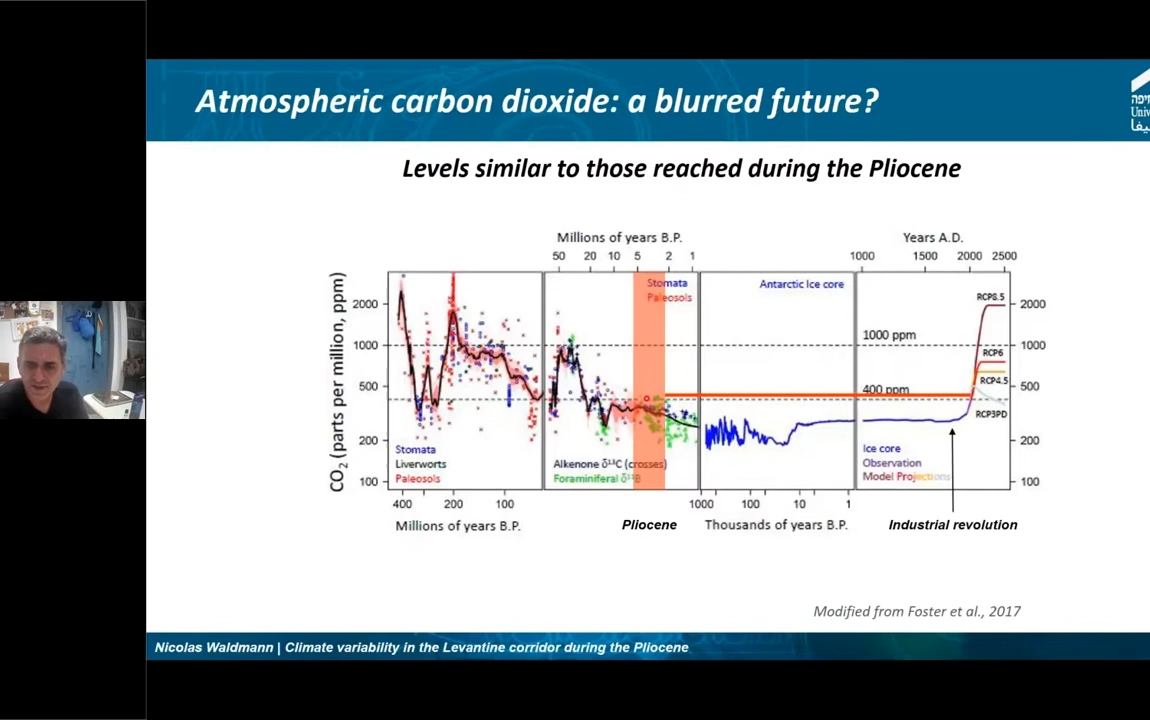 Atmospheric carbon dioxide: a blurred future?
Levels similar to those reached during the Pliocene
Millions of years B.P.
Years A.D.
50 20 10 5 2 1
1000 1500 2000 2500
CO2 (parts per million, ppm)
2000
1000
500
200
100
Stomata
Paleosols
Antarctic Ice core
1000 ppm
400 ppm
RCP8.5
RCP6
RCP4.5
RCP3PD
2000
1000
500
200
100
Stomata
Liverworts
Paleosols
Alkenone δ¹³C (crosses)
Foraminiferal δ¹¹B
Ice core
Observation
Model Projections
400 200 100
1000 100 10 1
Millions of years B.P.
Pliocene
Thousands of years B.P.
Industrial revolution
Modified from Foster et al., 2017
Nicolas Waldmann | Climate variability in the Levantine corridor during the Pliocene